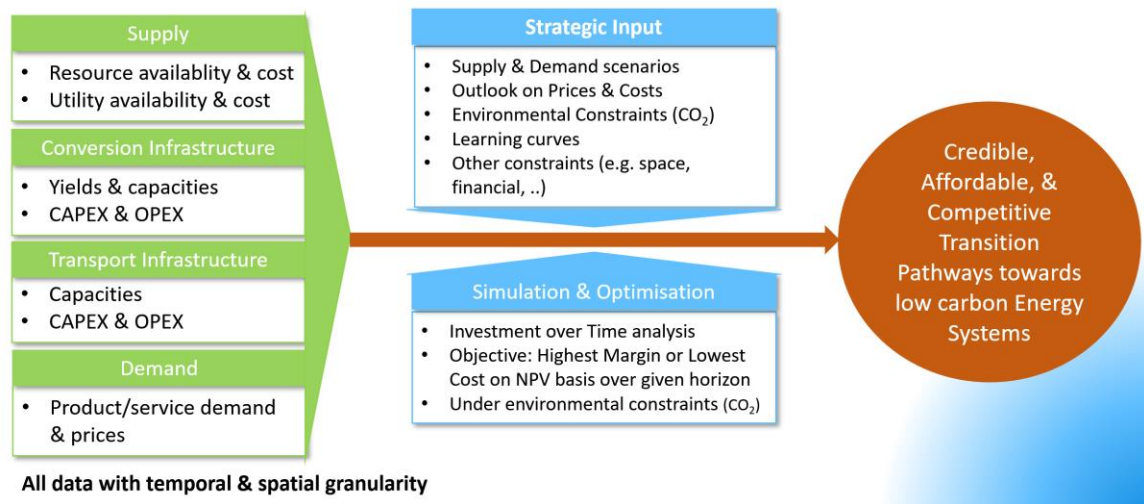 Supply
• Resource availablity & cost
• Utility availability & cost
Conversion Infrastructure
• Yields & capacities
• CAPEX & OPEX
Transport Infrastructure
• Capacities
• CAPEX & OPEX
Demand
• Product/service demand
& prices
All data with temporal & spatial granularity
Strategic Input
• Supply & Demand scenarios
• Outlook on Prices & Costs
• Environmental Constraints (CO₂)
• Learning curves
• Other constraints (e.g. space,
financial, ..)
Simulation & Optimisation
• Investment over Time analysis
• Objective: Highest Margin or Lowest
Cost on NPV basis over given horizon
• Under environmental constraints (CO₂)
Credible,
Affordable, &
Competitive
Transition
Pathways towards
low carbon Energy
Systems